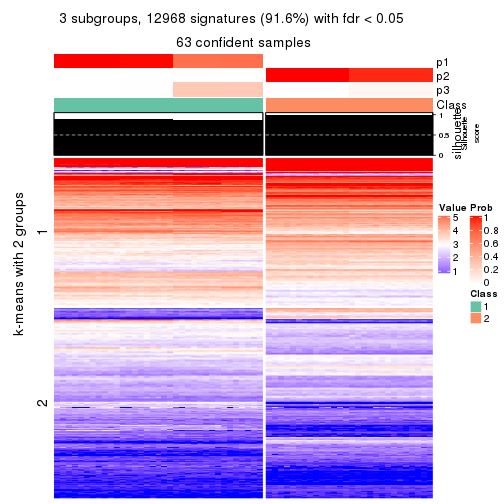 3 subgroups, 12968 signatures (91.6%) with fdr < 0.05
63 confident samples
p1
p2
p3
Class
1
0.5
0
silhouette
Silhouette
score
k-means with 2 groups
1
2
Value
5
4
3
2
1
Prob
1
0.8
0.6
0.4
0.2
0
Class
1
2